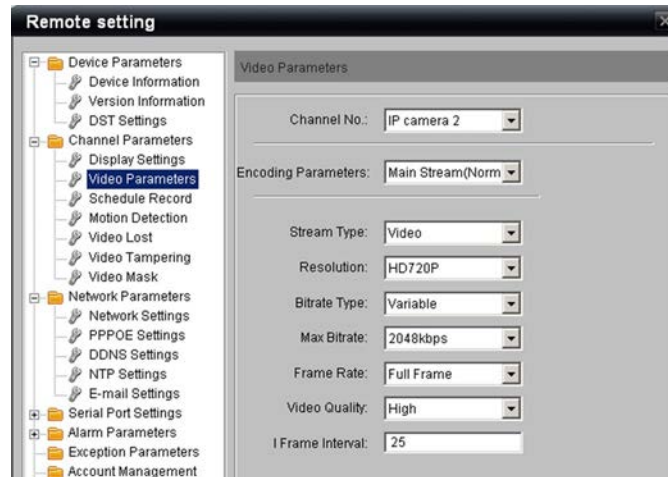 Remote setting
Device Parameters
Device Information
Version Information
DST Settings
Channel Parameters
Display Settings
Video Parameters
Schedule Record
Motion Detection
Video Lost
Video Tampering
Video Mask
Network Parameters
Network Settings
PPPOE Settings
DDNS Settings
NTP Settings
E-mail Settings
Serial Port Settings
Alarm Parameters
Exception Parameters
Account Management
Video Parameters
Channel No.: IP camera 2
Encoding Parameters: Main Stream(Norm
Stream Type: Video
Resolution: HD720P
Bitrate Type: Variable
Max Bitrate: 2048kbps
Frame Rate: Full Frame
Video Quality: High
I Frame Interval: 25